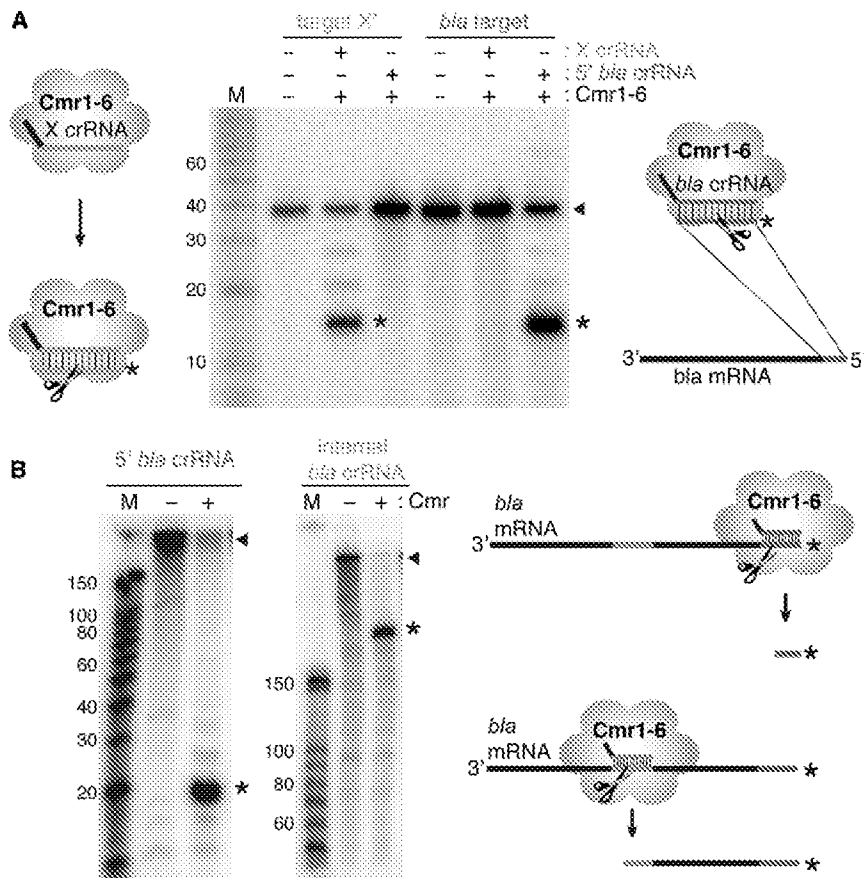 A
target X' bla target
- + - - + - : X crRNA
- - + - - + : 5' bla crRNA
M - + + - + + : Cmr1-6
Cmr1-6
X crRNA
Cmr1-6
60
40
30
20
10
*
*
*
Cmr1-6
bla crRNA
*
3' 5'
bla mRNA
B
5' bla crRNA
M - +
150
100
80
60
40
30
20
*
internal
bla crRNA
M - + : Cmr
150
100
80
60
*
bla
mRNA
Cmr1-6
3' *
*
bla
mRNA
Cmr1-6
3' *
*